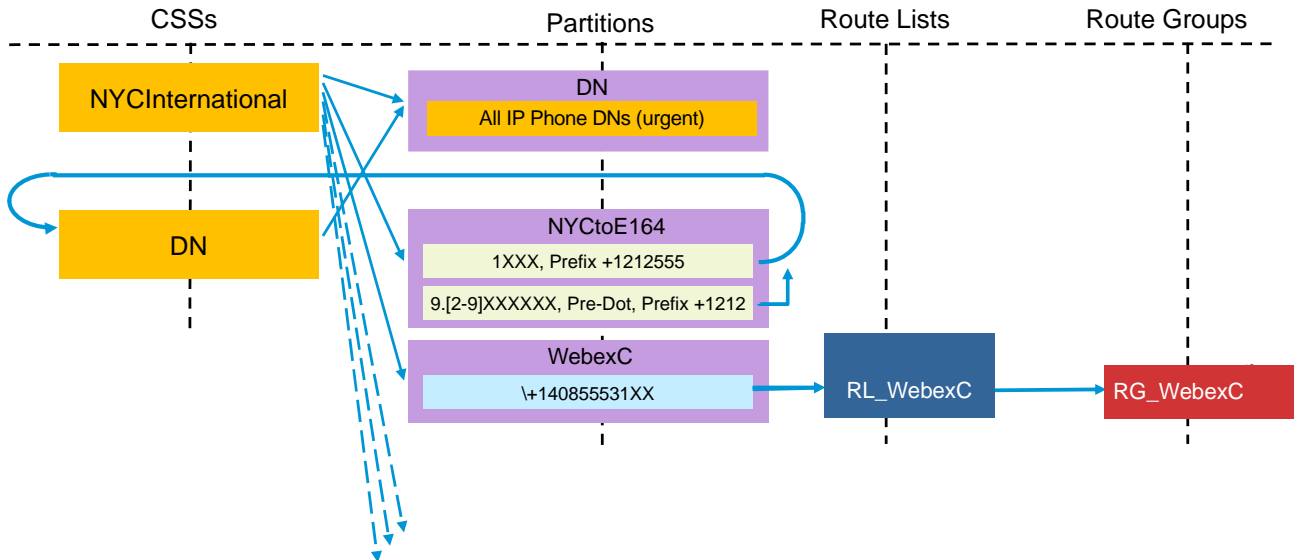 CSSs
Partitions
Route Lists
Route Groups
NYCInternational
DN
All IP Phone DNs (urgent)
DN
NYCtoE164
1XXX, Prefix +1212555
9.[2-9]XXXXXX, Pre-Dot, Prefix +1212
WebexC
\+140855531XX
RL_WebexC
RG_WebexC